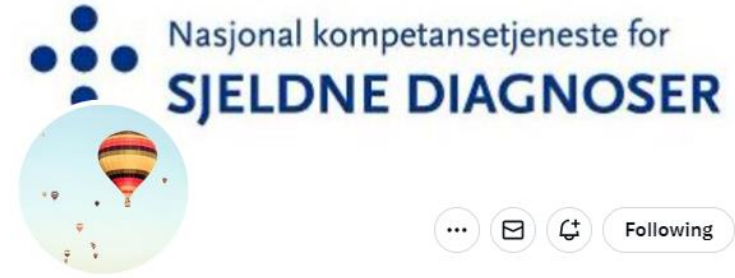 Nasjonal kompetansetjeneste for
SJELDNE DIAGNOSER
Following